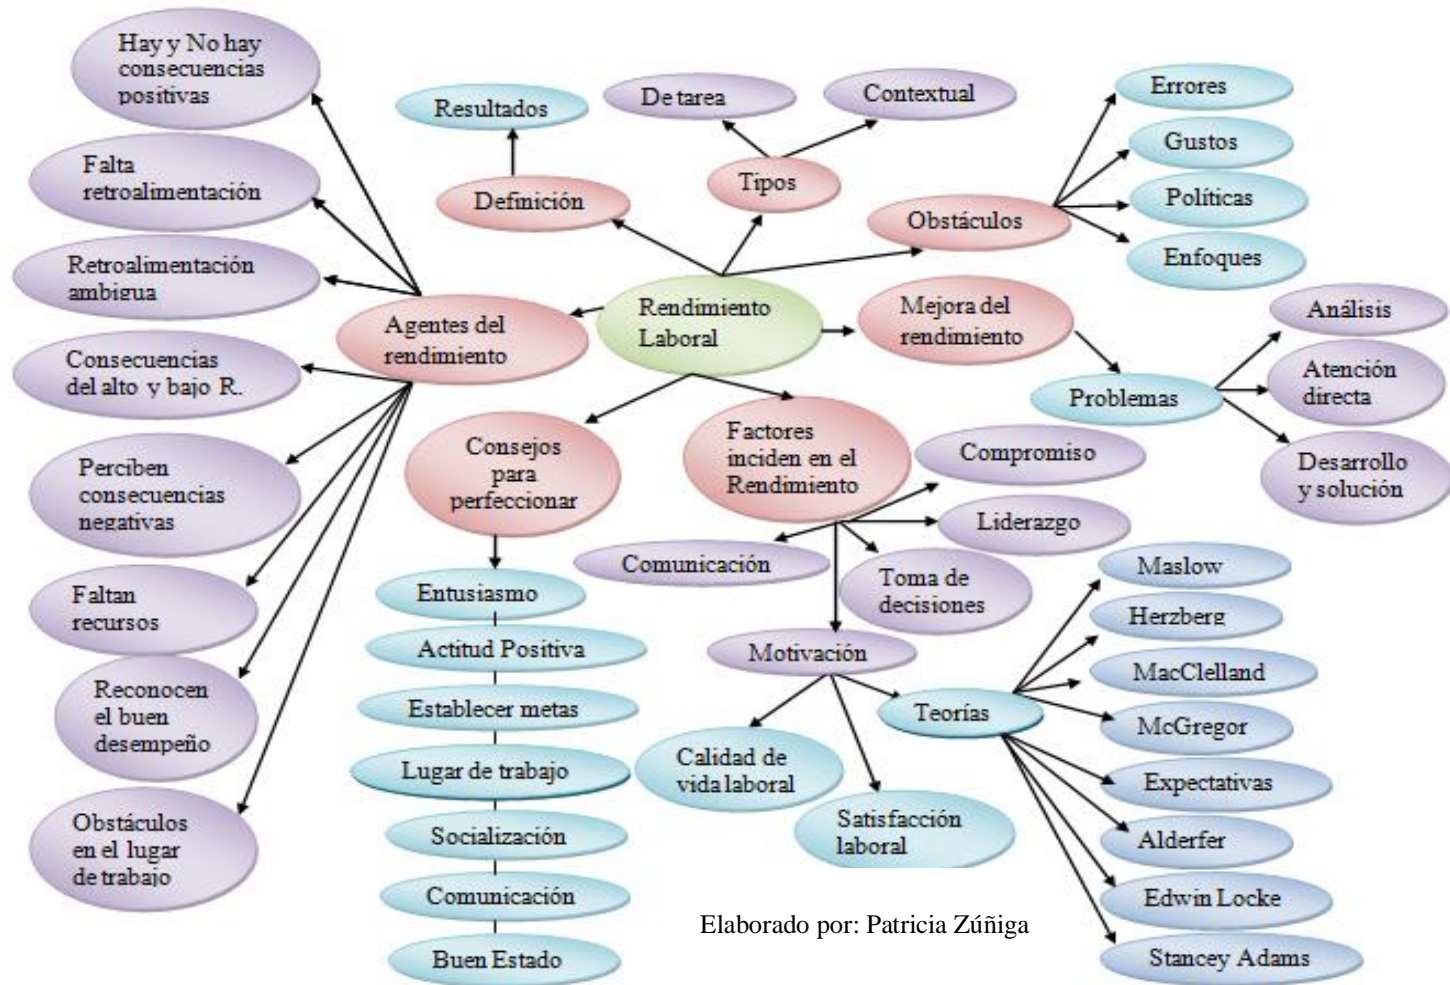 Hay y No hay
consecuencias
positivas
Falta
retroalimentación
Retroalimentación
ambigua
Consecuencias
del alto y bajo R.
Perciben
consecuencias
negativas
Faltan
recursos
Reconocen
el buen
desempeño
Obstáculos
en el lugar
de trabajo
Agentes del
rendimiento
Resultados
Definición
De tarea
Contextual
Tipos
Errores
Gustos
Políticas
Enfoques
Obstáculos
Rendimiento
Laboral
Mejora del
rendimiento
Problemas
Análisis
Atención
directa
Desarrollo
y solución
Consejos
para
perfeccionar
Entusiasmo
Actitud Positiva
Establecer metas
Lugar de trabajo
Socialización
Comunicación
Buen Estado
Factores
inciden en el
Rendimiento
Compromiso
Liderazgo
Comunicación
Toma de
decisiones
Motivación
Calidad de
vida laboral
Satisfacción
laboral
Teorías
Maslow
Herzberg
MacClelland
McGregor
Expectativas
Alderfer
Edwin Locke
Stancey Adams
Elaborado por: Patricia Zúñiga